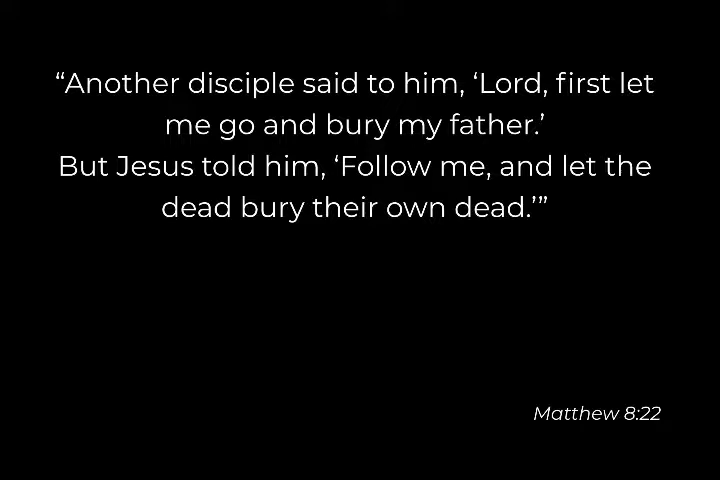 “Another disciple said to him, ‘Lord, first let
me go and bury my father.’
But Jesus told him, ‘Follow me, and let the
dead bury their own dead.’”
Matthew 8:22